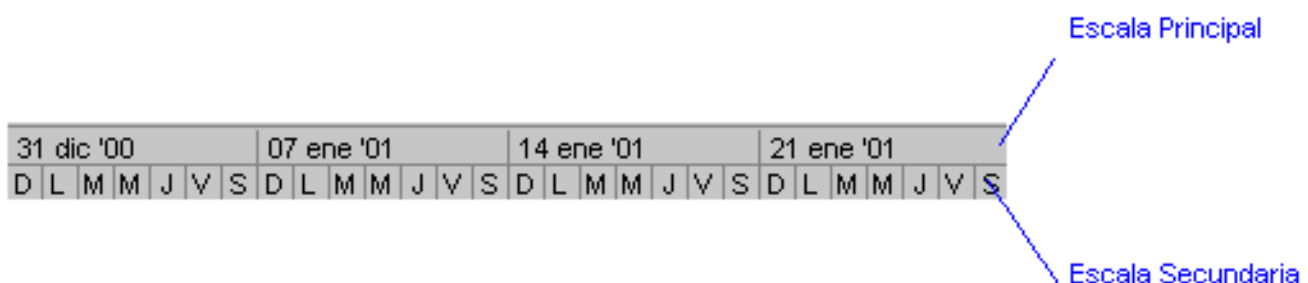 Escala Principal
31 dic '00 07 ene '01 14 ene '01 21 ene '01
D L M M J V S D L M M J V S D L M M J V S D L M M J V S
Escala Secundaria